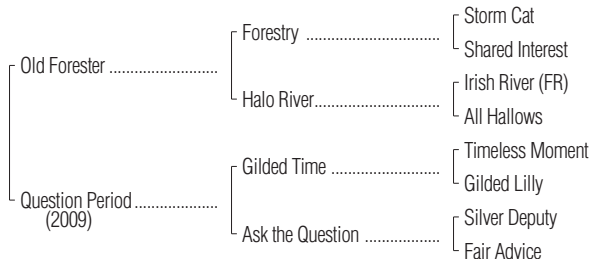 Old Forester ........................
Forestry .............................
Storm Cat
Shared Interest
Halo River...........................
Irish River (FR)
All Hallows
Question Period ..................
(2009)
Gilded Time ........................
Timeless Moment
Gilded Lilly
Ask the Question .................
Silver Deputy
Fair Advice